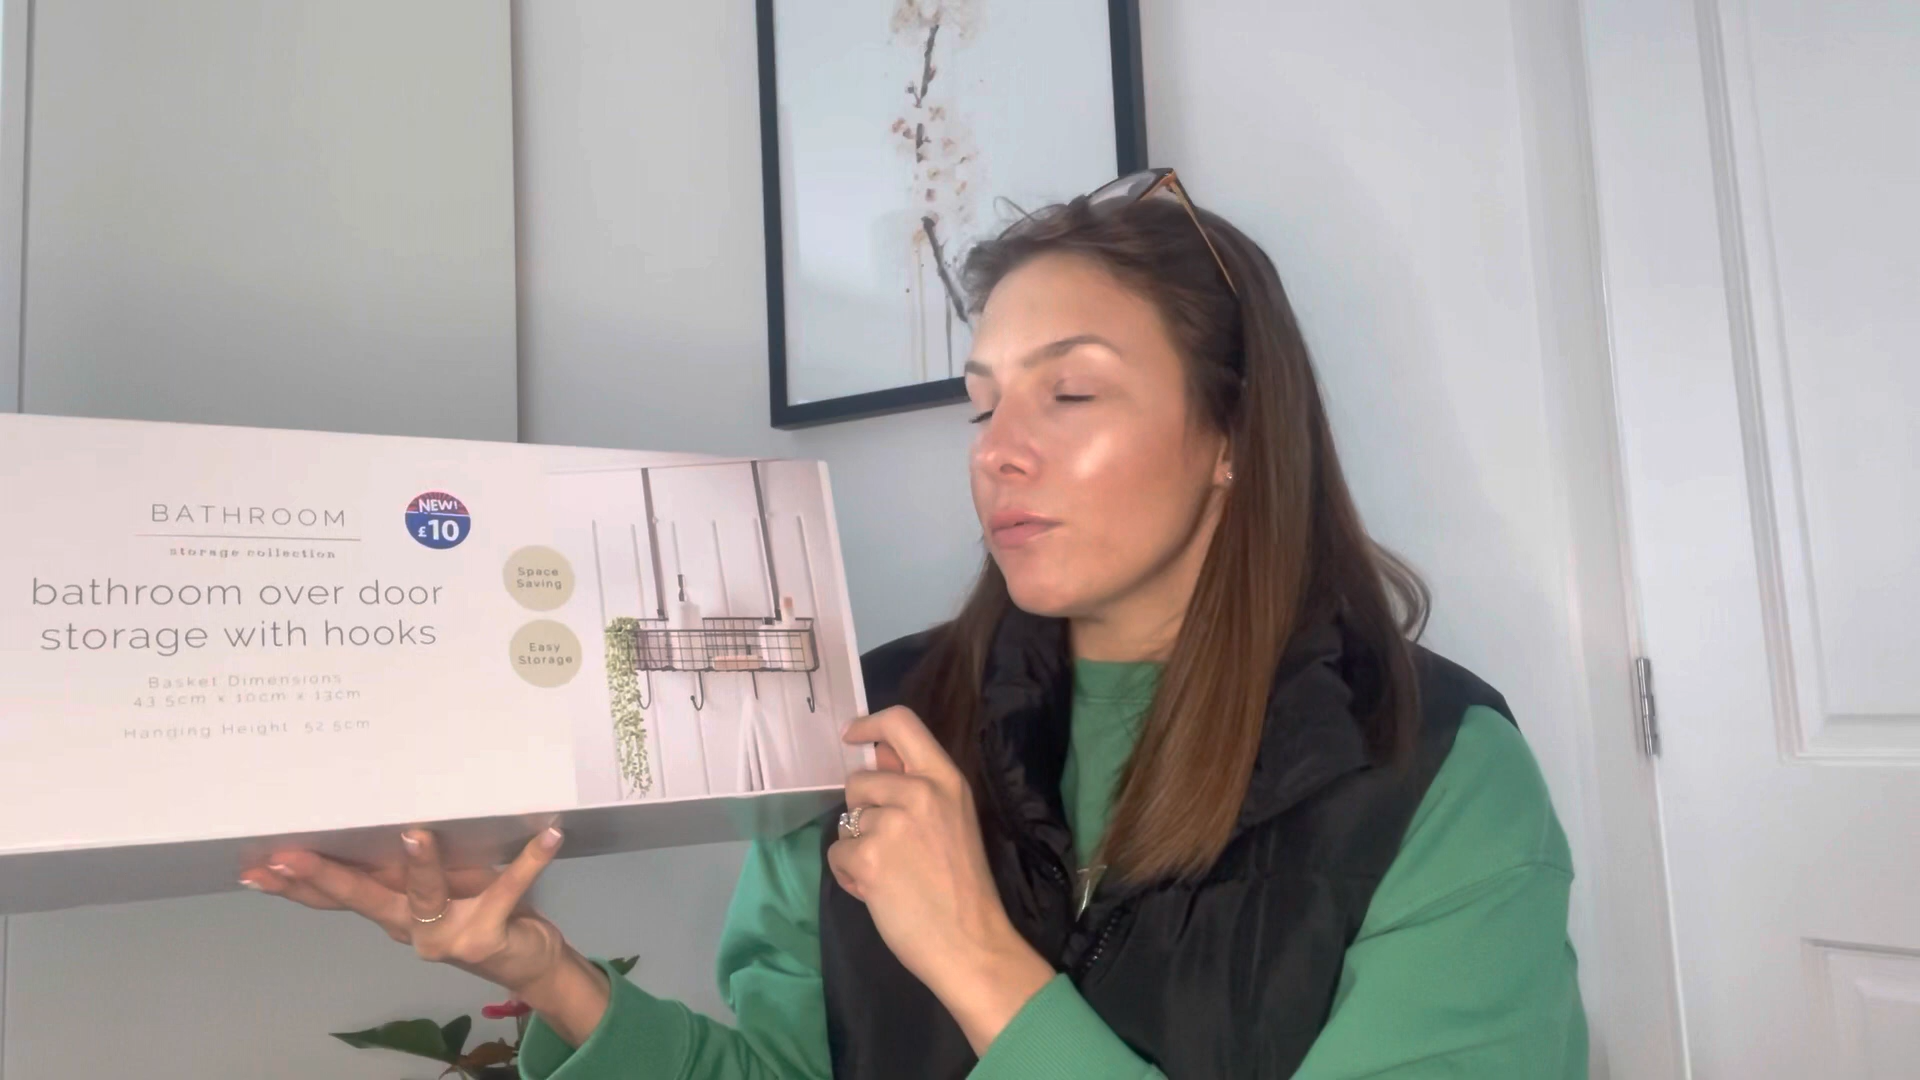 BATHROOM
storage collection
bathroom over door
storage with hooks
Basket Dimensions
43.5cm x 10cm x 13cm
Hanging Height 52.5cm
NEW!
£10
Space
Saving
Easy
Storage